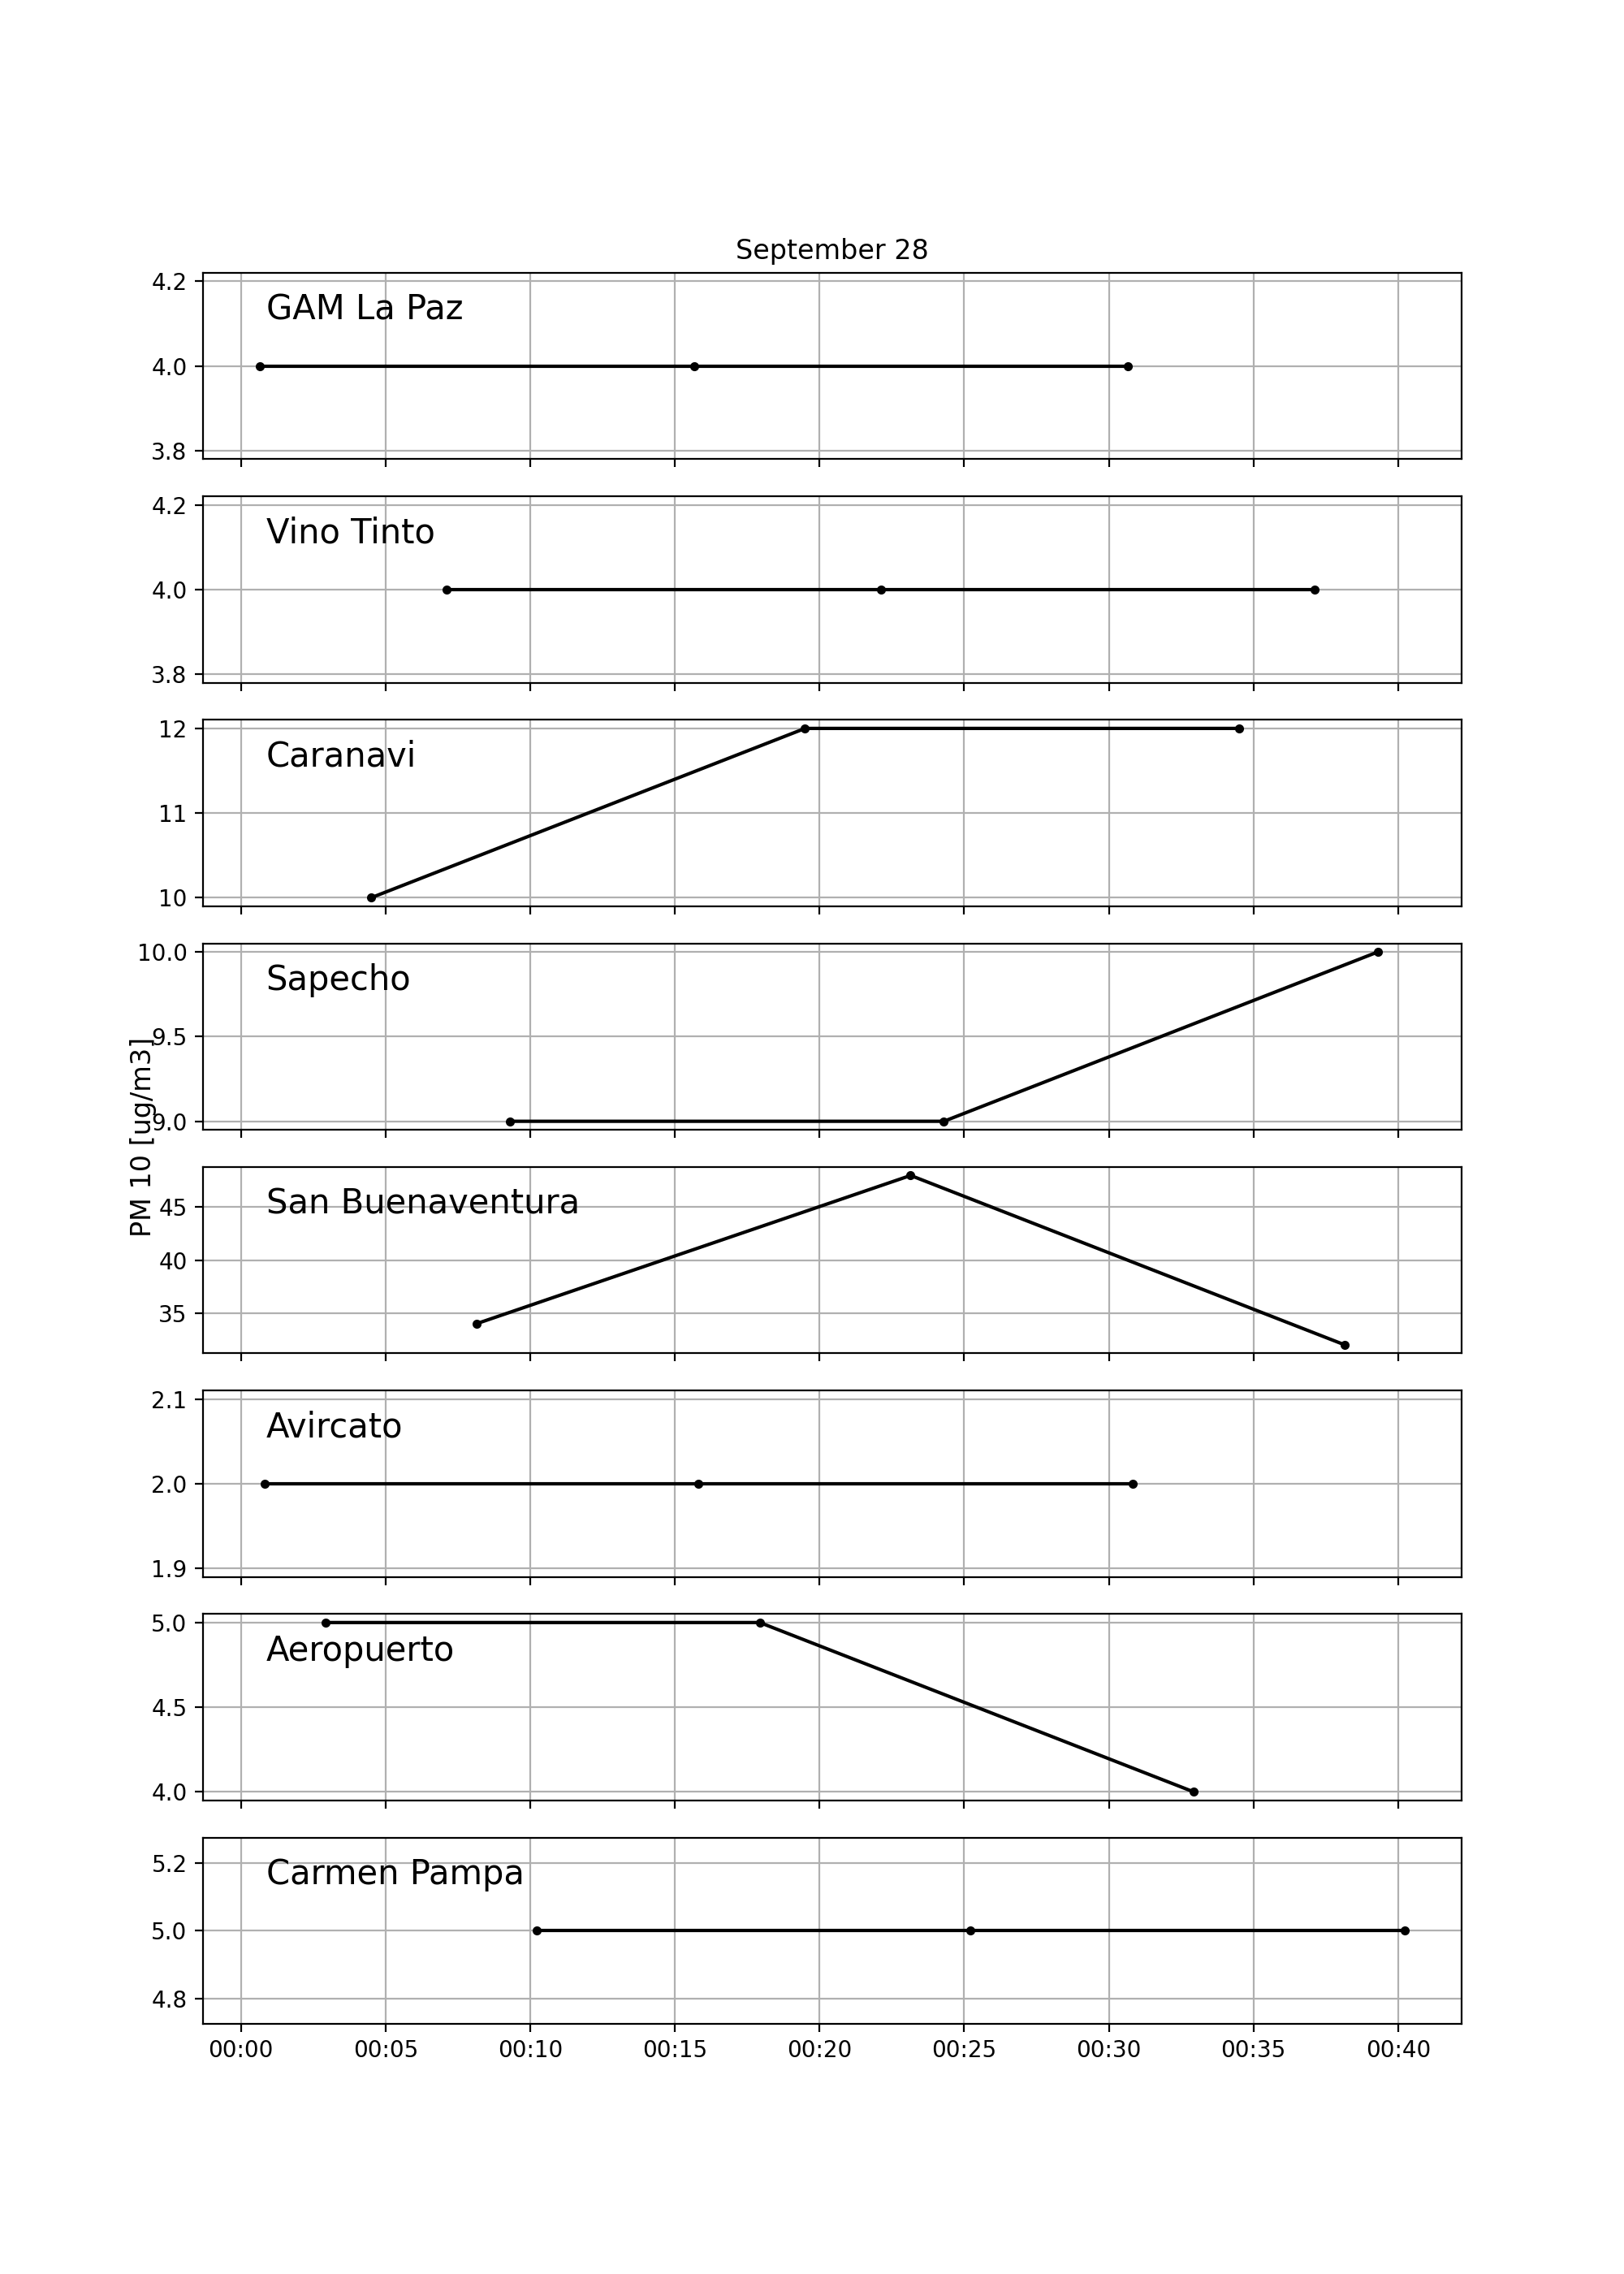 September 28
4.2
GAM La Paz
4.0
3.8
4.2
Vino Tinto
4.0
3.8
12
Caranavi
11
10
10.0
Sapecho
9.5
9.0
PM 10 [ug/m3]
San Buenaventura
45
40
35
2.1
Avircato
2.0
1.9
5.0
Aeropuerto
4.5
4.0
5.2
Carmen Pampa
5.0
4.8
00:00 00:05 00:10 00:15 00:20 00:25 00:30 00:35 00:40